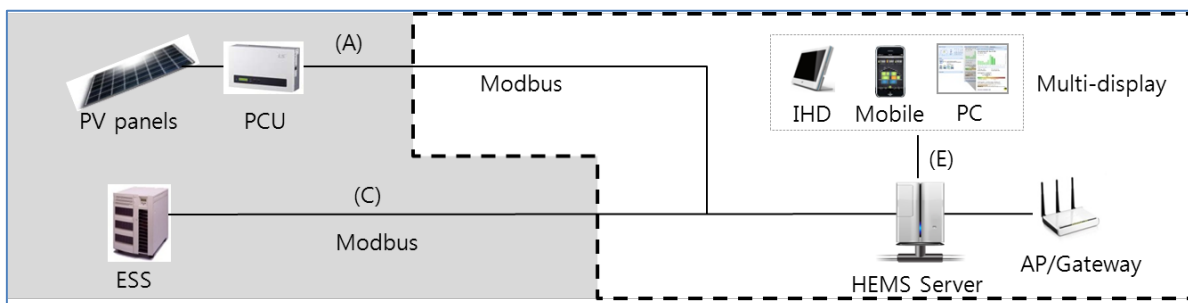 (A)
Modbus
PV panels
PCU
IHD
Mobile
PC
Multi-display
(E)
(C)
Modbus
ESS
HEMS Server
AP/Gateway